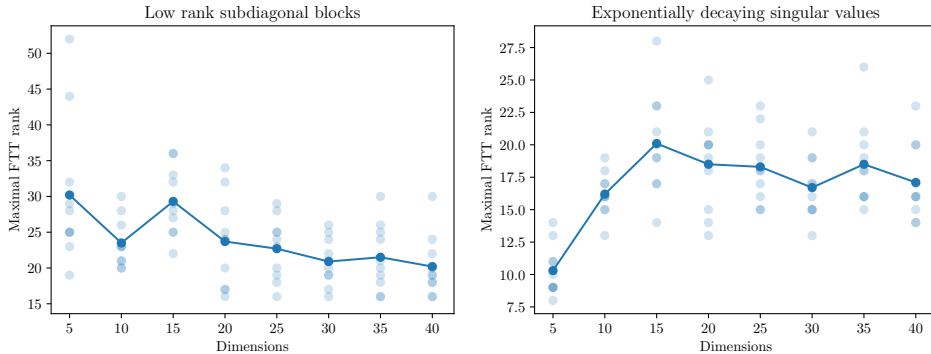 Low rank subdiagonal blocks
Maximal FTT rank
50
45
40
35
30
25
20
15
5 10 15 20 25 30 35 40
Dimensions
Exponentially decaying singular values
Maximal FTT rank
27.5
25.0
22.5
20.0
17.5
15.0
12.5
10.0
7.5
5 10 15 20 25 30 35 40
Dimensions